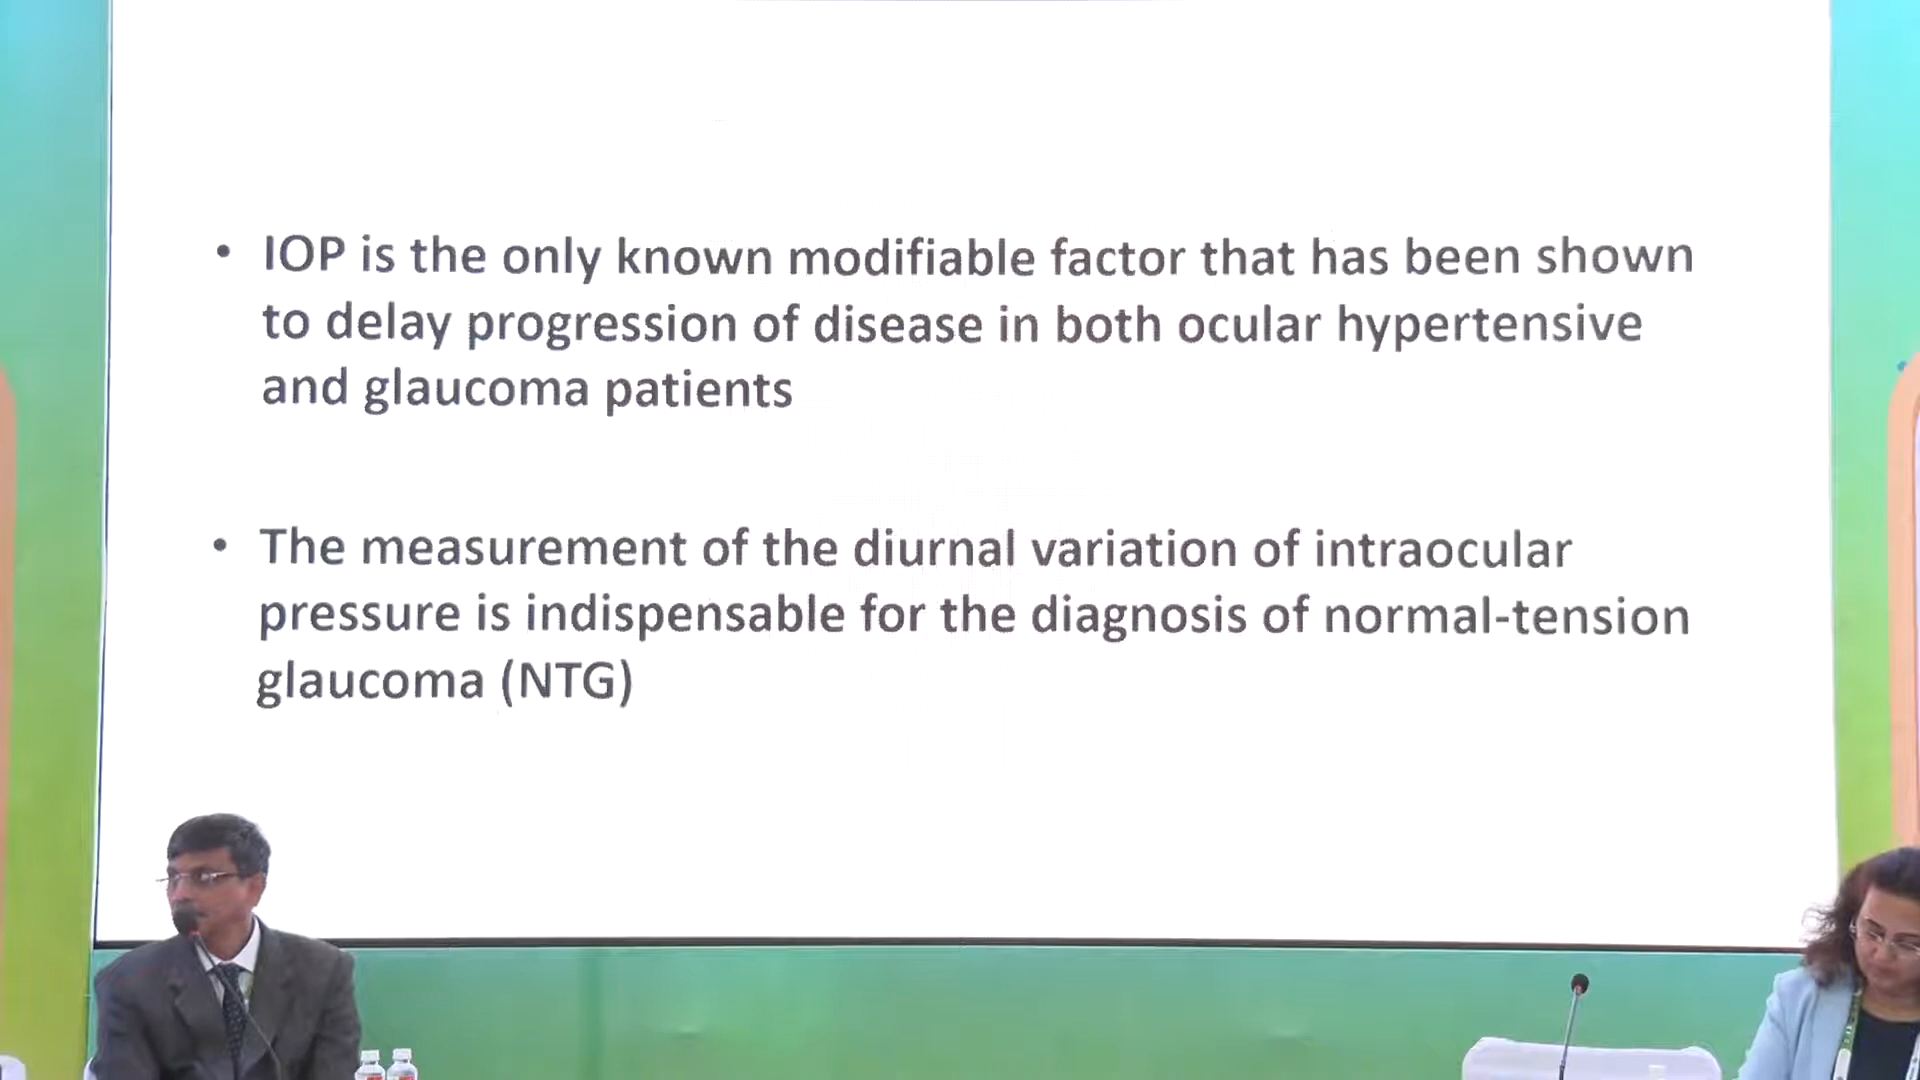 • IOP is the only known modifiable factor that has been shown
to delay progression of disease in both ocular hypertensive
and glaucoma patients
• The measurement of the diurnal variation of intraocular
pressure is indispensable for the diagnosis of normal-tension
glaucoma (NTG)